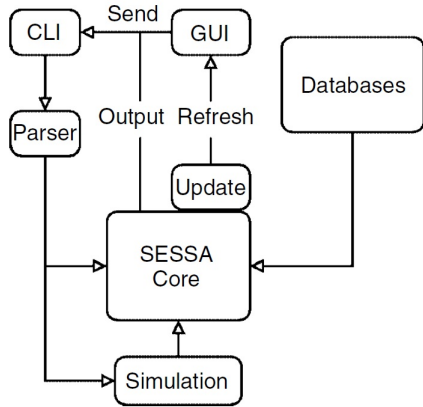 Send
CLI
GUI
Databases
Parser
Output
Refresh
Update
SESSA
Core
Simulation